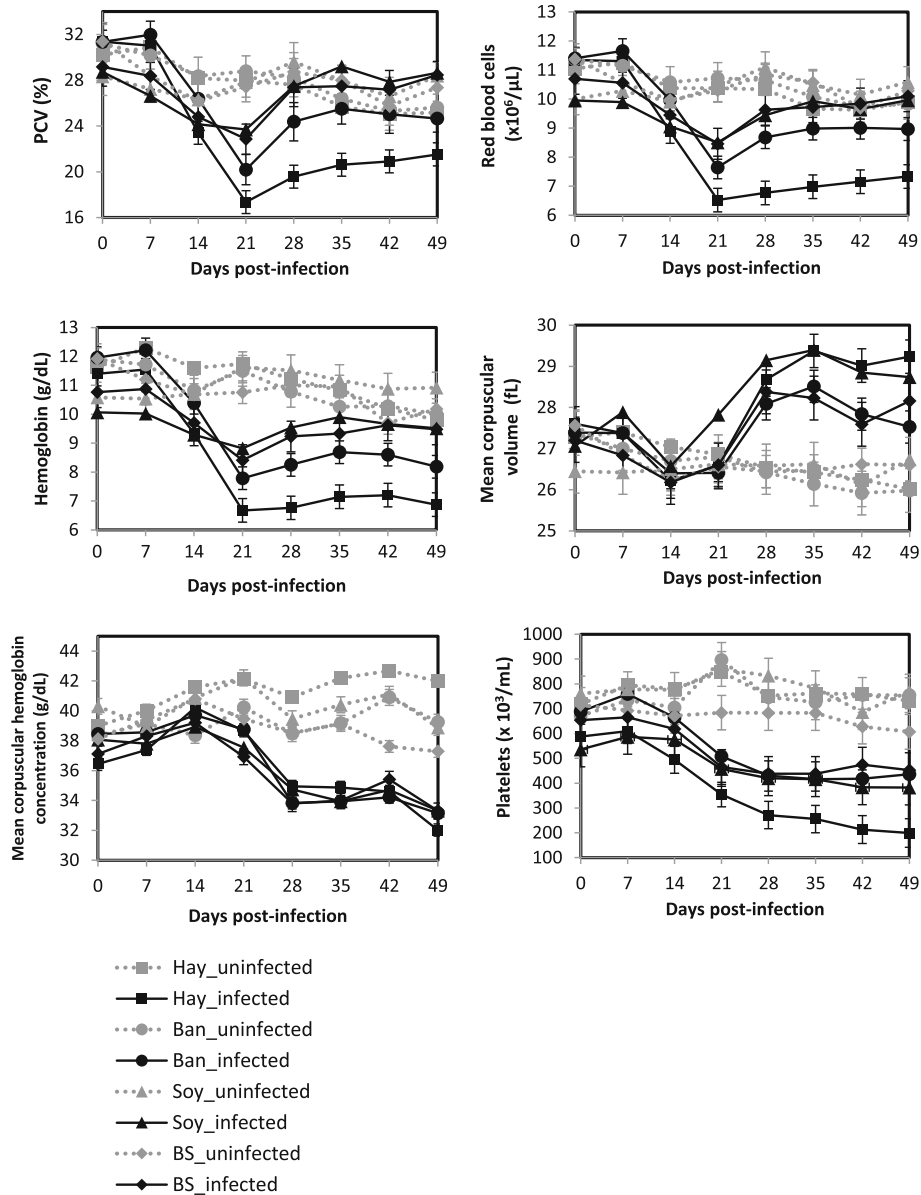 PCV (%)
32
28
24
20
16
0 7 14 21 28 35 42 49
Days post-infection
Red blood cells
(x10⁶/µL)
13
12
11
10
9
8
7
6
0 7 14 21 28 35 42 49
Days post-infection
Hemoglobin (g/dL)
13
12
11
10
9
8
7
6
0 7 14 21 28 35 42 49
Days post-infection
Mean corpuscular
volume (fL)
30
29
28
27
26
25
0 7 14 21 28 35 42 49
Days post-infection
Mean corpuscular hemoglobin
concentration (g/dL)
44
42
40
38
36
34
32
30
0 7 14 21 28 35 42 49
Days post-infection
Platelets (x 10³/mL)
1000
900
800
700
600
500
400
300
200
100
0 7 14 21 28 35 42 49
Days post-infection
Hay_uninfected
Hay_infected
Ban_uninfected
Ban_infected
Soy_uninfected
Soy_infected
BS_uninfected
BS_infected